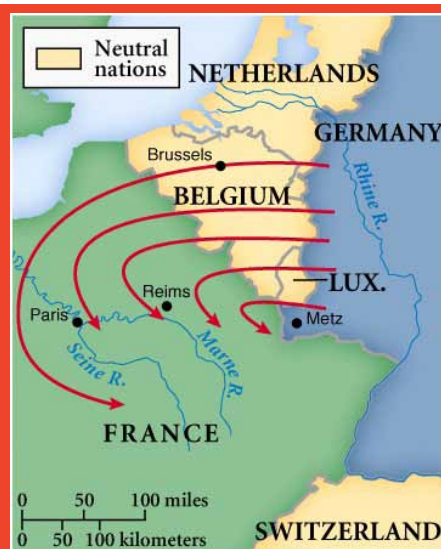 Neutral
nations
NETHERLANDS
GERMANY
Brussels
Rhine R.
BELGIUM
LUX.
Reims
Paris
Metz
Marne R.
Seine R.
FRANCE
0 50 100 miles
0 50 100 kilometers
SWITZERLAND